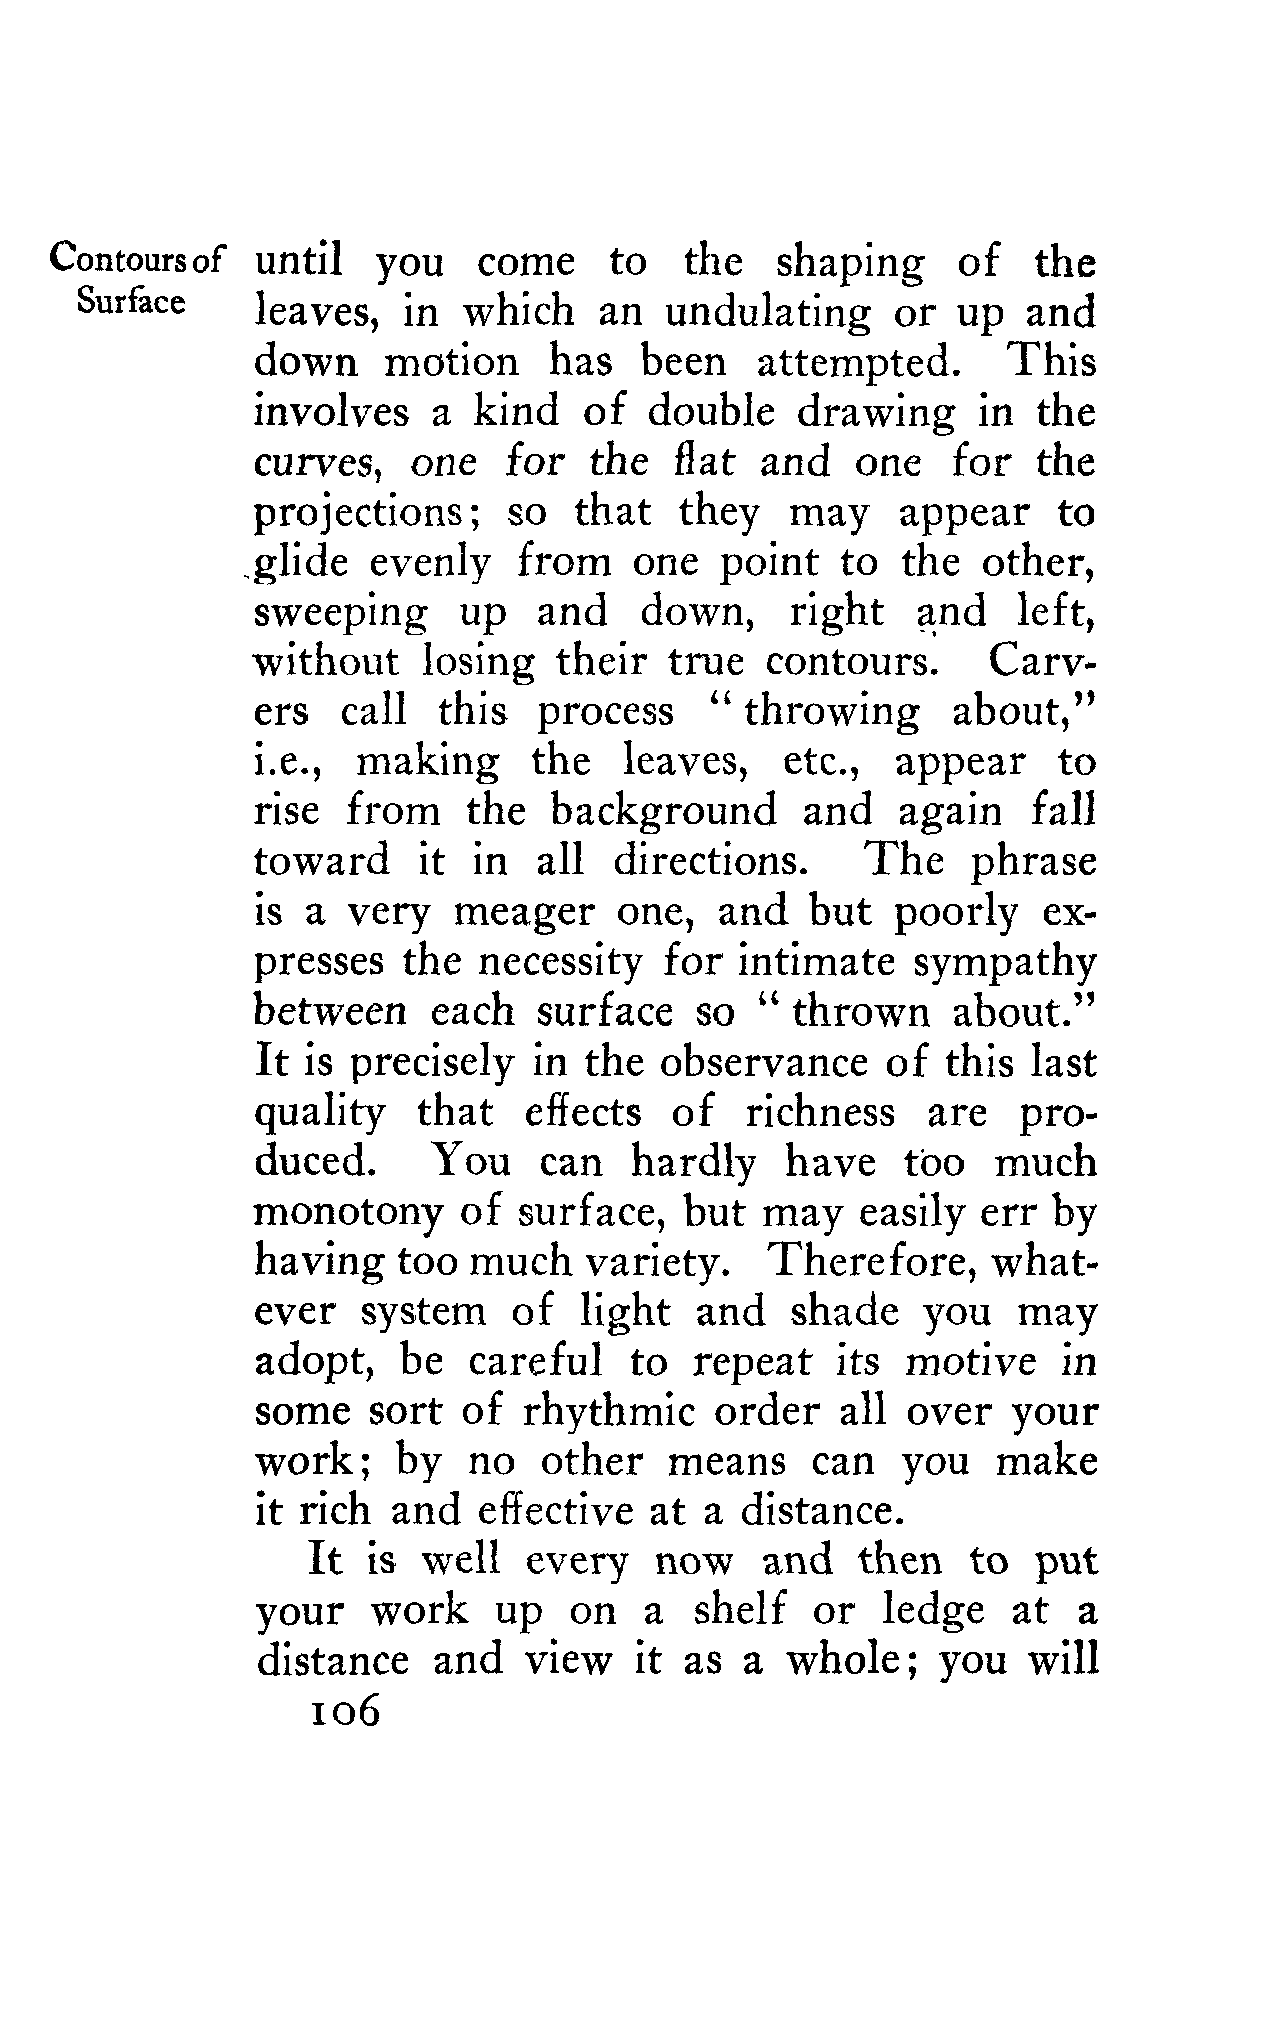 Contours of
Surface
until you come to the shaping of the
leaves, in which an undulating or up and
down motion has been attempted. This
involves a kind of double drawing in the
curves, one for the flat and one for the
projections; so that they may appear to
glide evenly from one point to the other,
sweeping up and down, right and left,
without losing their true contours. Carv-
ers call this process “throwing about,”
i.e., making the leaves, etc., appear to
rise from the background and again fall
toward it in all directions. The phrase
is a very meager one, and but poorly ex-
presses the necessity for intimate sympathy
between each surface so “thrown about.”
It is precisely in the observance of this last
quality that effects of richness are pro-
duced. You can hardly have too much
monotony of surface, but may easily err by
having too much variety. Therefore, what-
ever system of light and shade you may
adopt, be careful to repeat its motive in
some sort of rhythmic order all over your
work; by no other means can you make
it rich and effective at a distance.
It is well every now and then to put
your work up on a shelf or ledge at a
distance and view it as a whole; you will
106